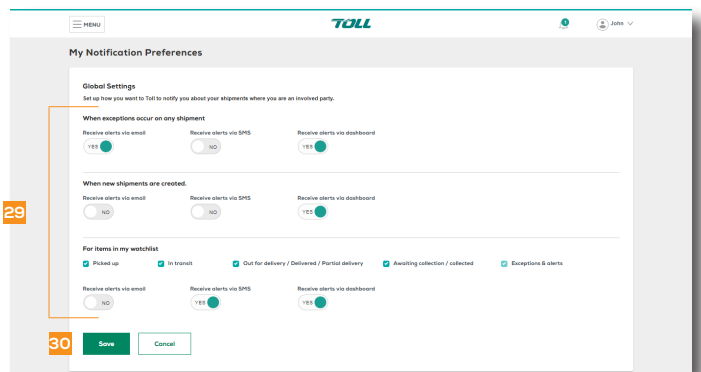 MENU
TOLL
1
John
My Notification Preferences
Global Settings
Set up how you want to Toll to notify you about your shipments where you are an involved party.
When exceptions occur on any shipment
Receive alerts via email Receive alerts via SMS Receive alerts via dashboard
YES NO YES
When new shipments are created.
Receive alerts via email Receive alerts via SMS Receive alerts via dashboard
NO NO YES
29
For items in my watchlist
Picked up In transit Out for delivery / Delivered / Partial delivery Awaiting collection / collected Exceptions & alerts
Receive alerts via email Receive alerts via SMS Receive alerts via dashboard
NO YES YES
30
Save Cancel